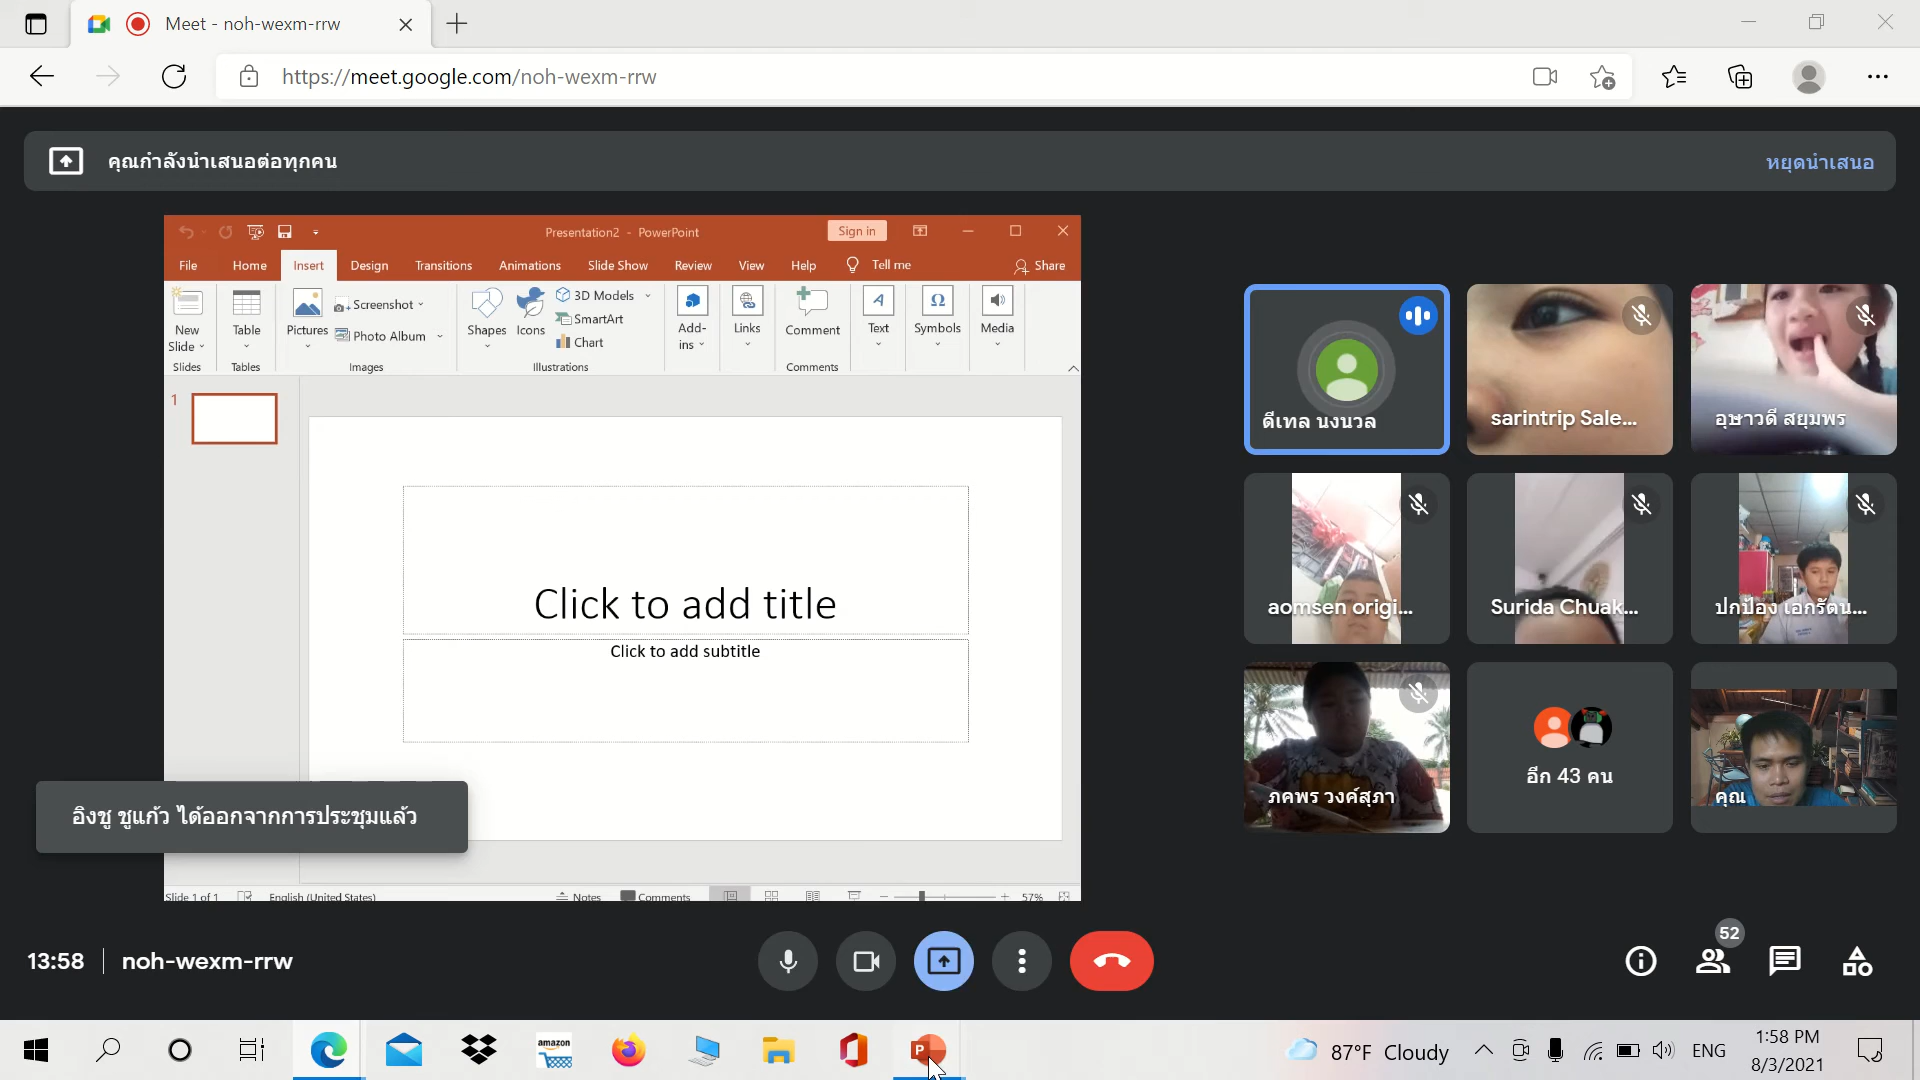 Meet - noh-wexm-rrw
https://meet.google.com/noh-wexm-rrw
คุณกำลังนำเสนอต่อทุกคน
หยุดนำเสนอ
Presentation2 - PowerPoint
Sign in
File Home Insert Design Transitions Animations Slide Show Review View Help Tell me Share
New Slide
Table
Pictures
Screenshot
Photo Album
Shapes
Icons
3D Models
SmartArt
Chart
Add-ins
Links
Comment
Text
Symbols
Media
Slides Tables Images Illustrations Comments
1
Click to add title
Click to add subtitle
Slide 1 of 1 English (United States) Notes Comments 57%
ดีเทล นงนวล
sarintrip Sale...
อุษาวดี สยุมพร
aomsen origi...
Surida Chuak...
ปกป้อง เอกรัตน...
ภคพร วงค์สุภา
อีก 43 คน
คุณ
อิงชู ชูแก้ว ได้ออกจากการประชุมแล้ว
13:58 noh-wexm-rrw
52
amazon
P
87°F Cloudy
ENG
1:58 PM
8/3/2021